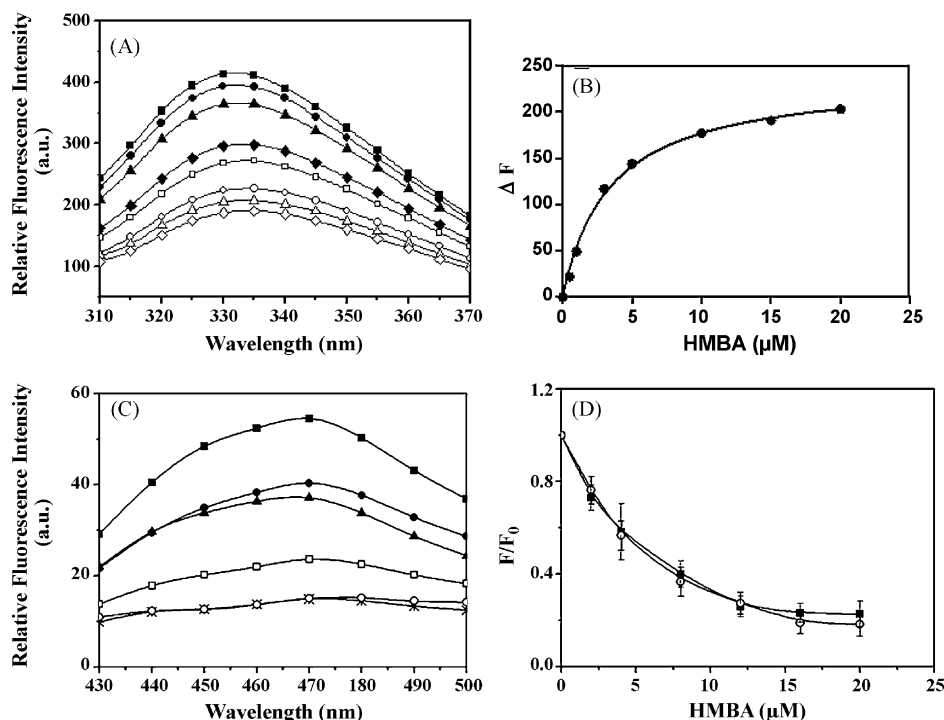 (A)
Relative Fluorescence Intensity
(a.u.)
500
400
300
200
100
310 320 330 340 350 360 370
Wavelength (nm)
(B)
Δ F
250
200
150
100
50
0
0 5 10 15 20 25
HMBA (μM)
(C)
Relative Fluorescence Intensity
(a.u.)
60
40
20
0
430 440 450 460 470 180 490 500
Wavelength (nm)
(D)
F/F0
1.2
0.8
0.4
0.0
0 5 10 15 20 25
HMBA (μM)